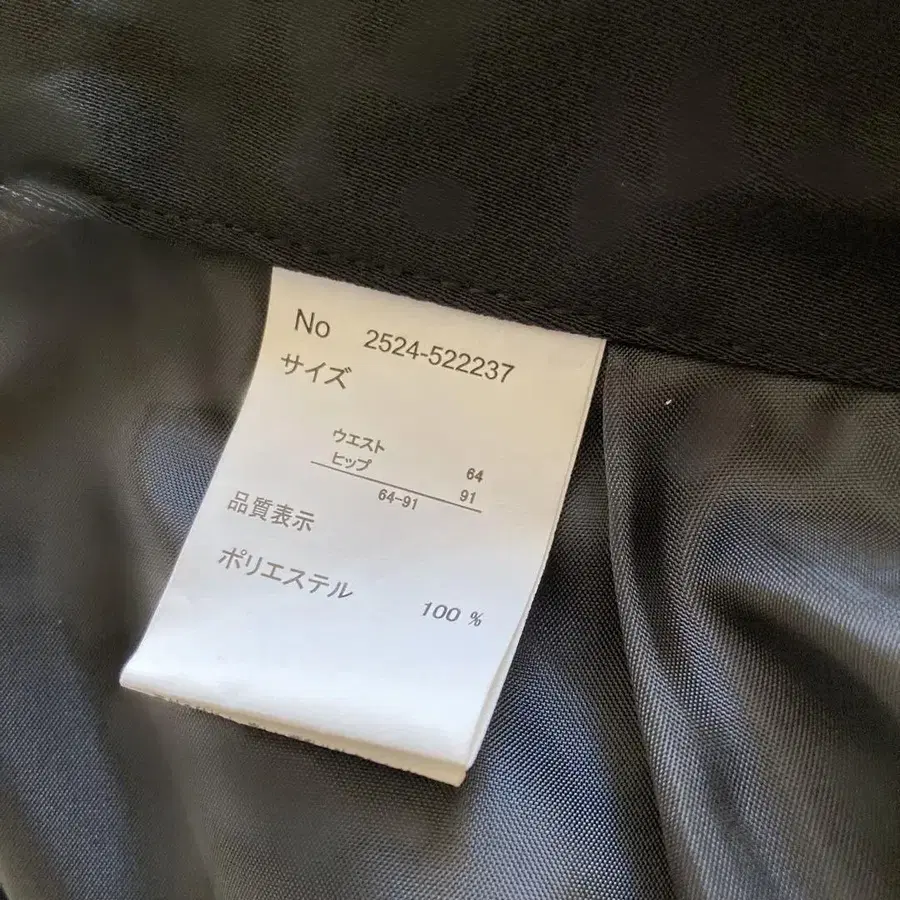 No 2524-522237
サイズ
ウエスト 64
ヒップ 91
64-91
品質表示
ポリエステル 100 %